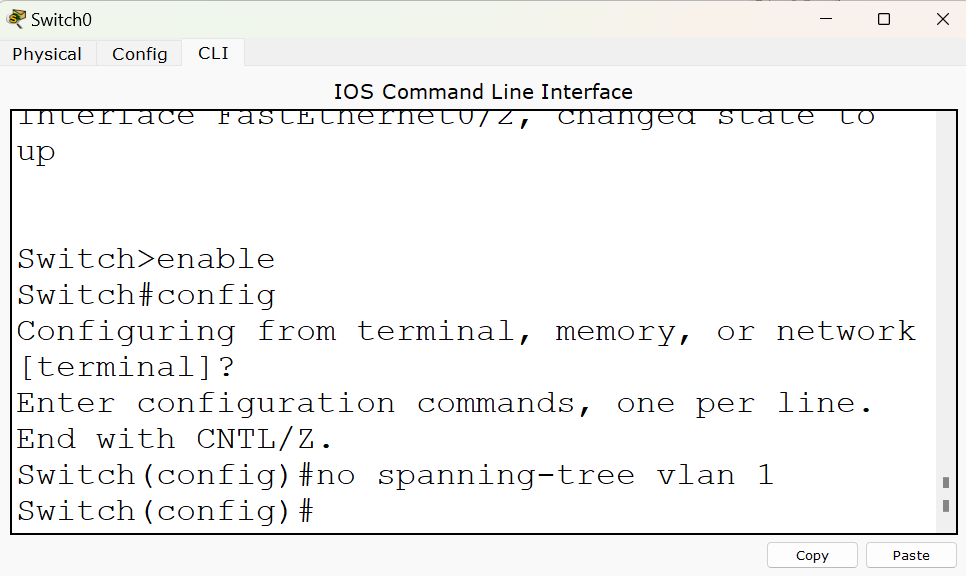 Switch0
Physical Config CLI
IOS Command Line Interface
Interface FastEthernet0/2, changed state to
up
Switch>enable
Switch#config
Configuring from terminal, memory, or network
[terminal]?
Enter configuration commands, one per line.
End with CNTL/Z.
Switch(config)#no spanning-tree vlan 1
Switch(config)#
Copy Paste